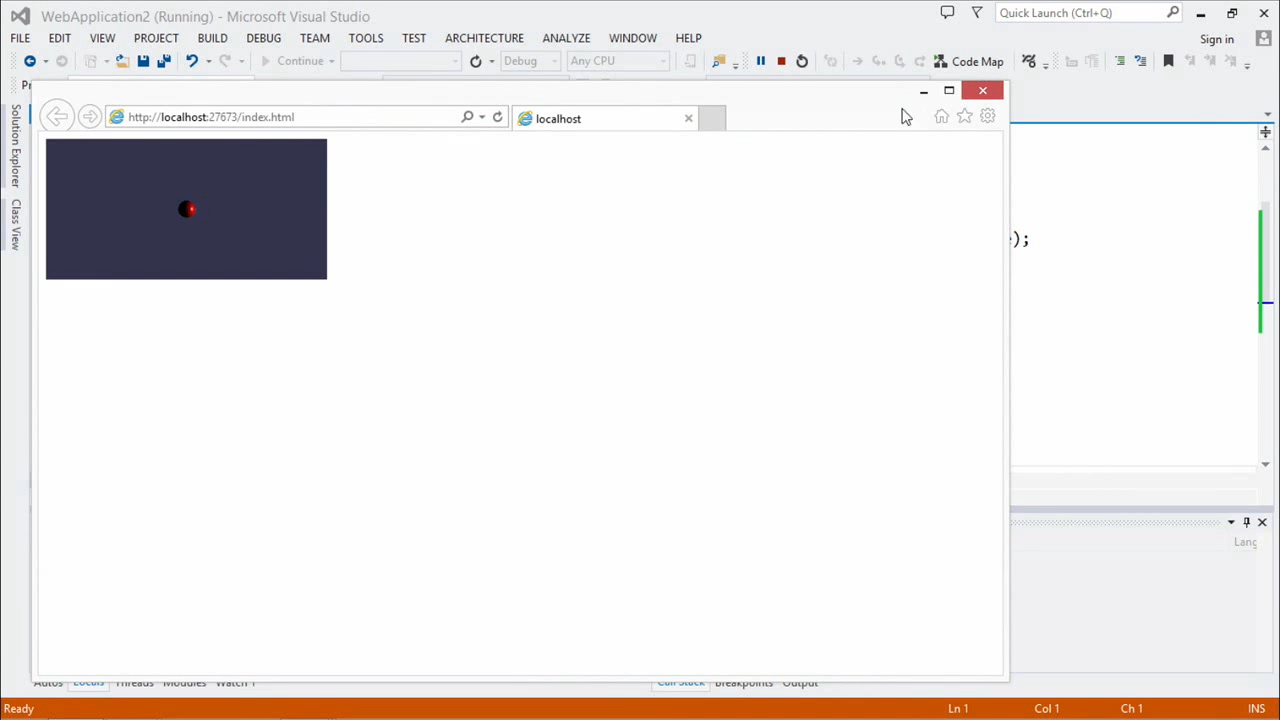 WebApplication2 (Running) - Microsoft Visual Studio
Quick Launch (Ctrl+Q)
FILE EDIT VIEW PROJECT BUILD DEBUG TEAM TOOLS TEST ARCHITECTURE ANALYZE WINDOW HELP
Sign in
Continue
Debug
Any CPU
Code Map
Solution Explorer
Class View
http://localhost:27673/index.html
localhost
);
Autos Locals Threads Modules Watch 1
Call Stack Breakpoints Output
Ready
Ln 1 Col 1 Ch 1 INS